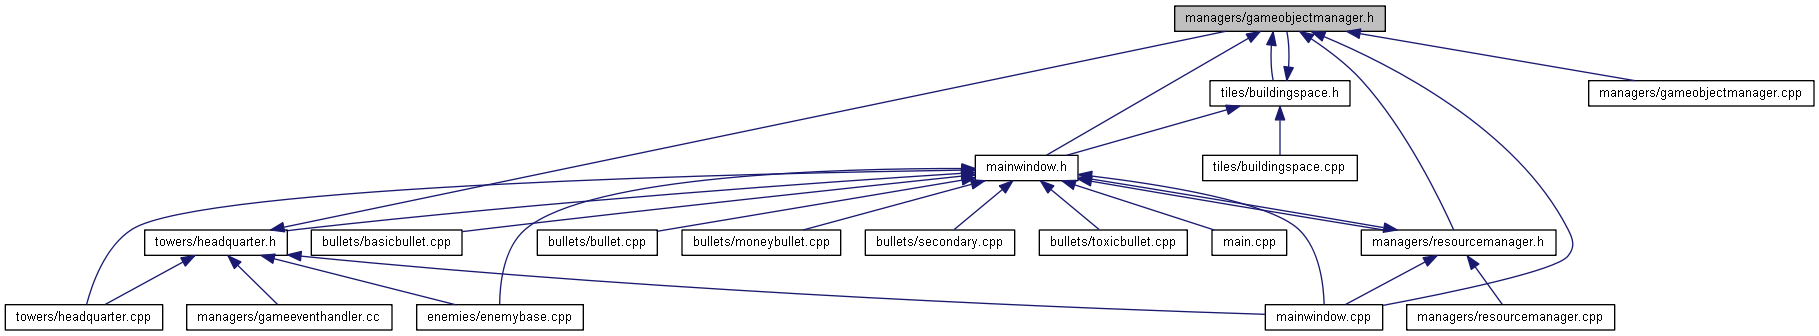 managers/gameobjectmanager.h
tiles/buildingspace.h
managers/gameobjectmanager.cpp
mainwindow.h
tiles/buildingspace.cpp
towers/headquarter.h
bullets/basicbullet.cpp
bullets/bullet.cpp
bullets/moneybullet.cpp
bullets/secondary.cpp
bullets/toxicbullet.cpp
main.cpp
managers/resourcemanager.h
towers/headquarter.cpp
managers/gameeventhandler.cc
enemies/enemybase.cpp
mainwindow.cpp
managers/resourcemanager.cpp